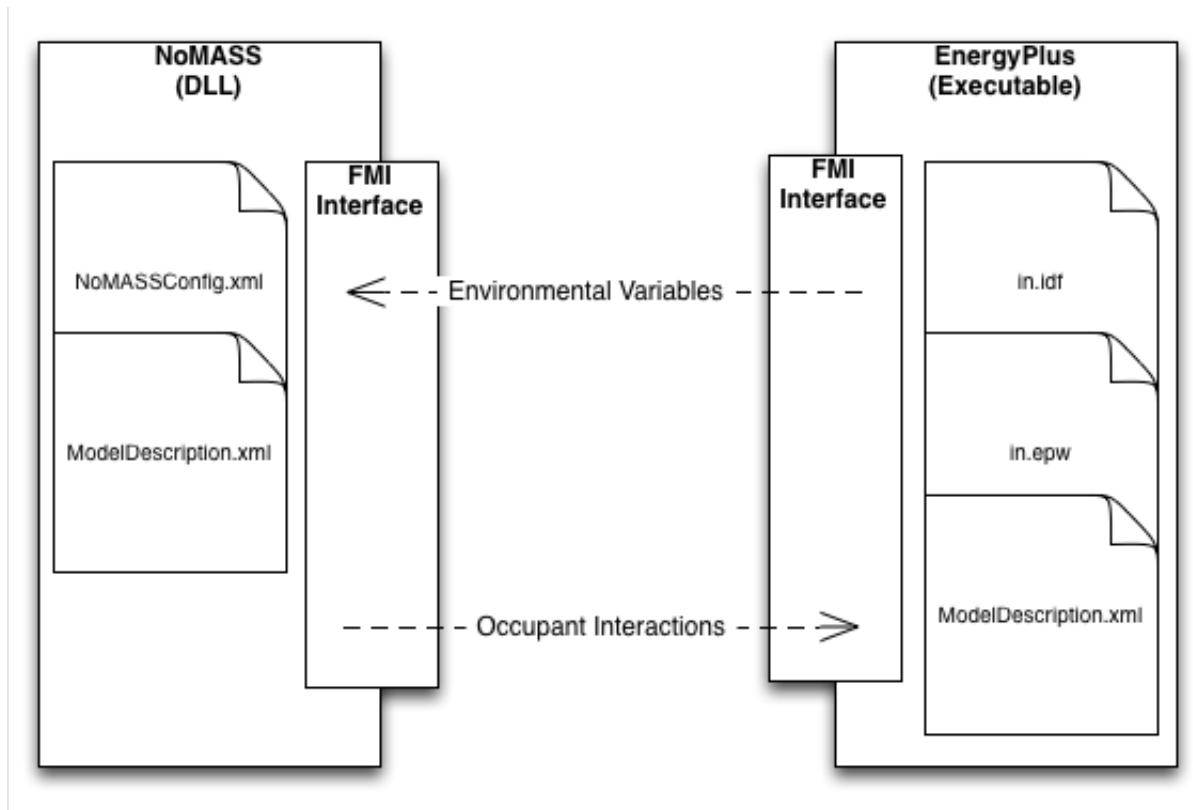 NoMASS
(DLL)
FMI
Interface
NoMASSConfig.xml
ModelDescription.xml
Environmental Variables
Occupant Interactions
EnergyPlus
(Executable)
FMI
Interface
in.idf
in.epw
ModelDescription.xml